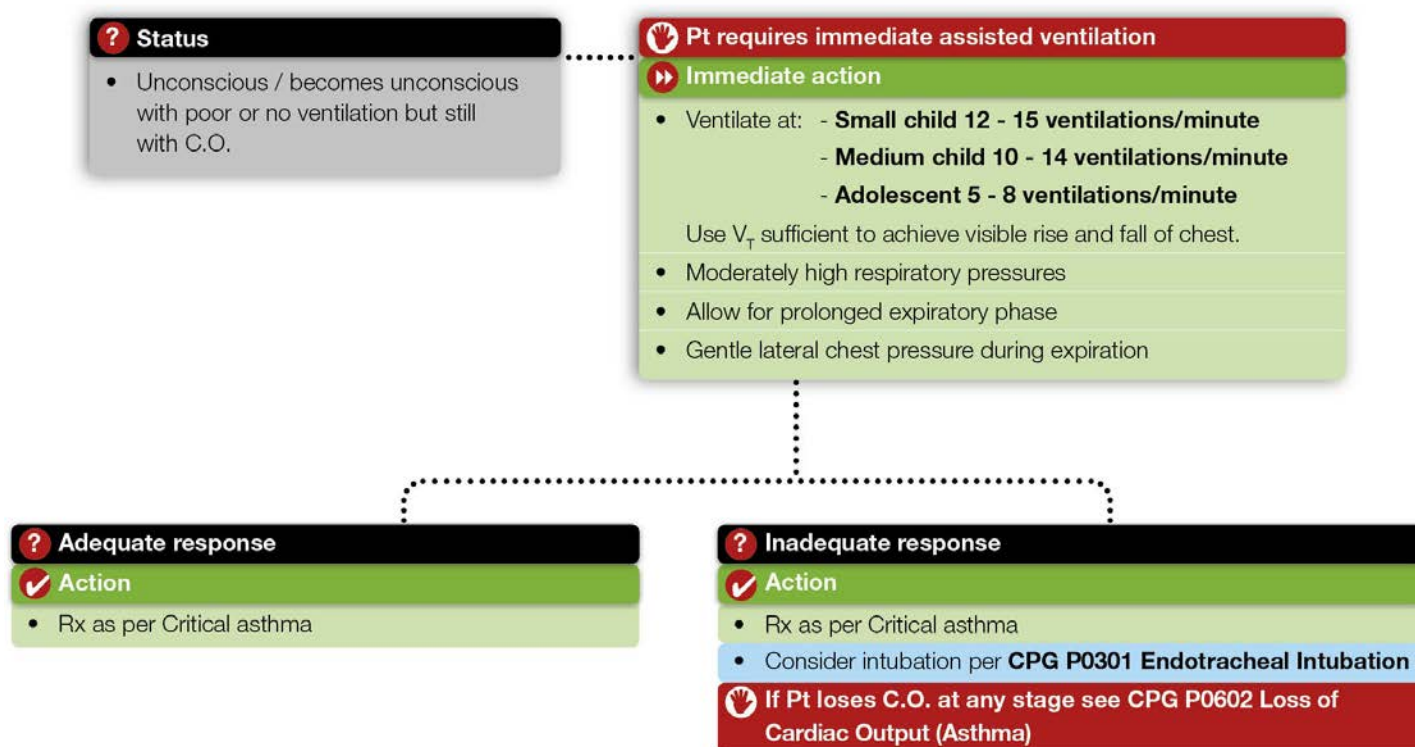 Status
• Unconscious / becomes unconscious
with poor or no ventilation but still
with C.O.
Pt requires immediate assisted ventilation
Immediate action
• Ventilate at: - Small child 12 - 15 ventilations/minute
- Medium child 10 - 14 ventilations/minute
- Adolescent 5 - 8 ventilations/minute
Use VT sufficient to achieve visible rise and fall of chest.
• Moderately high respiratory pressures
• Allow for prolonged expiratory phase
• Gentle lateral chest pressure during expiration
? Adequate response
Action
• Rx as per Critical asthma
? Inadequate response
Action
• Rx as per Critical asthma
• Consider intubation per CPG P0301 Endotracheal Intubation
If Pt loses C.O. at any stage see CPG P0602 Loss of
Cardiac Output (Asthma)